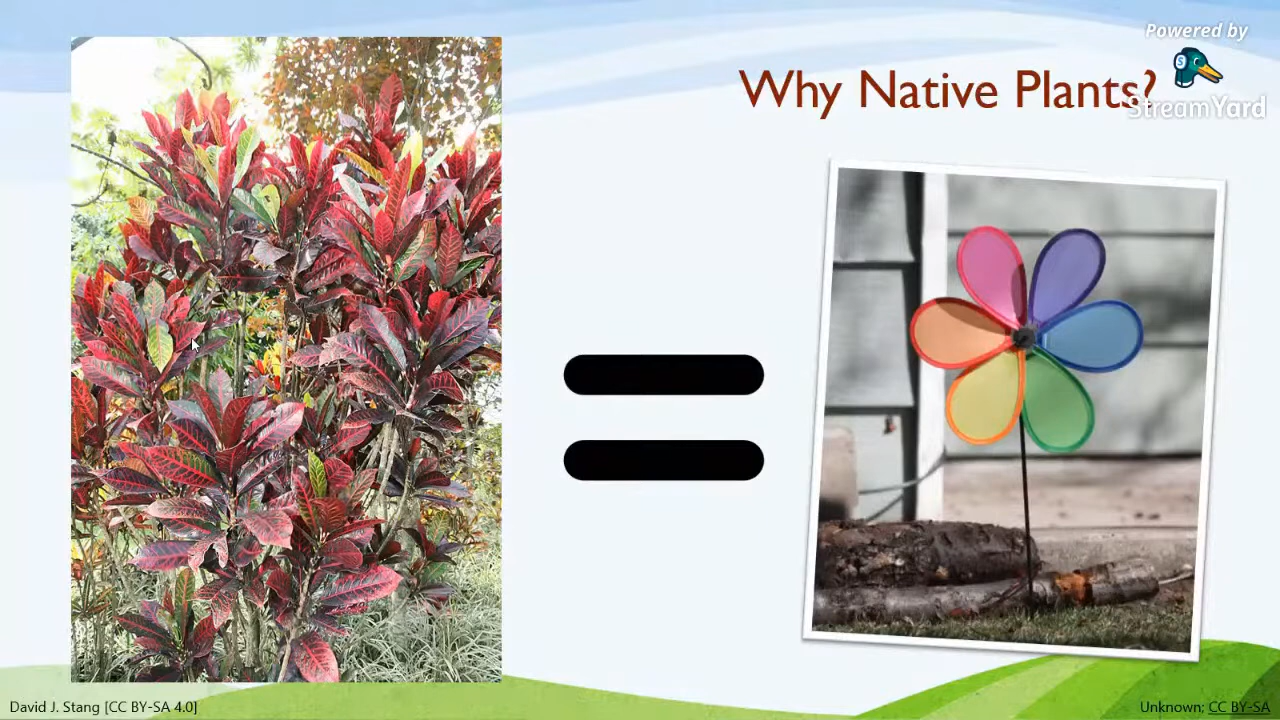 Powered by
StreamYard
Why Native Plants?
David J. Stang [CC BY-SA 4.0]
Unknown; CC BY-SA